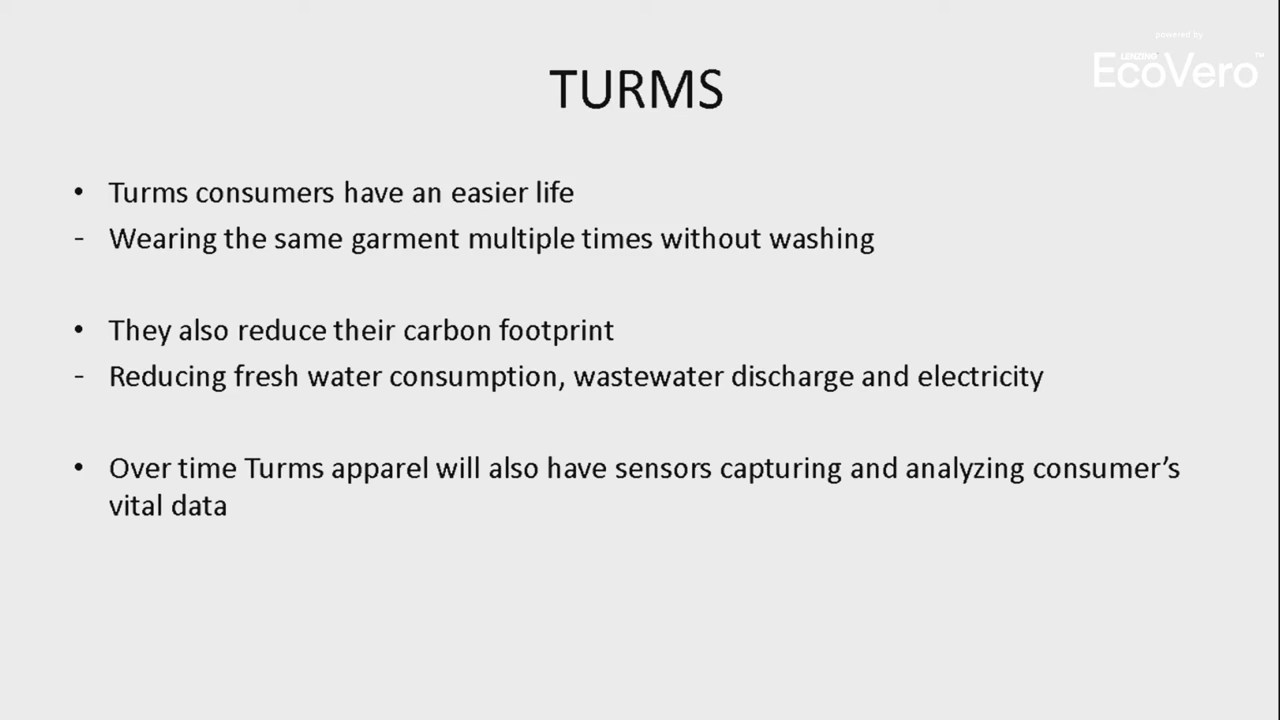 powered by
LENZING
EcoVero™
TURMS
• Turms consumers have an easier life
- Wearing the same garment multiple times without washing
• They also reduce their carbon footprint
- Reducing fresh water consumption, wastewater discharge and electricity
• Over time Turms apparel will also have sensors capturing and analyzing consumer’s
vital data